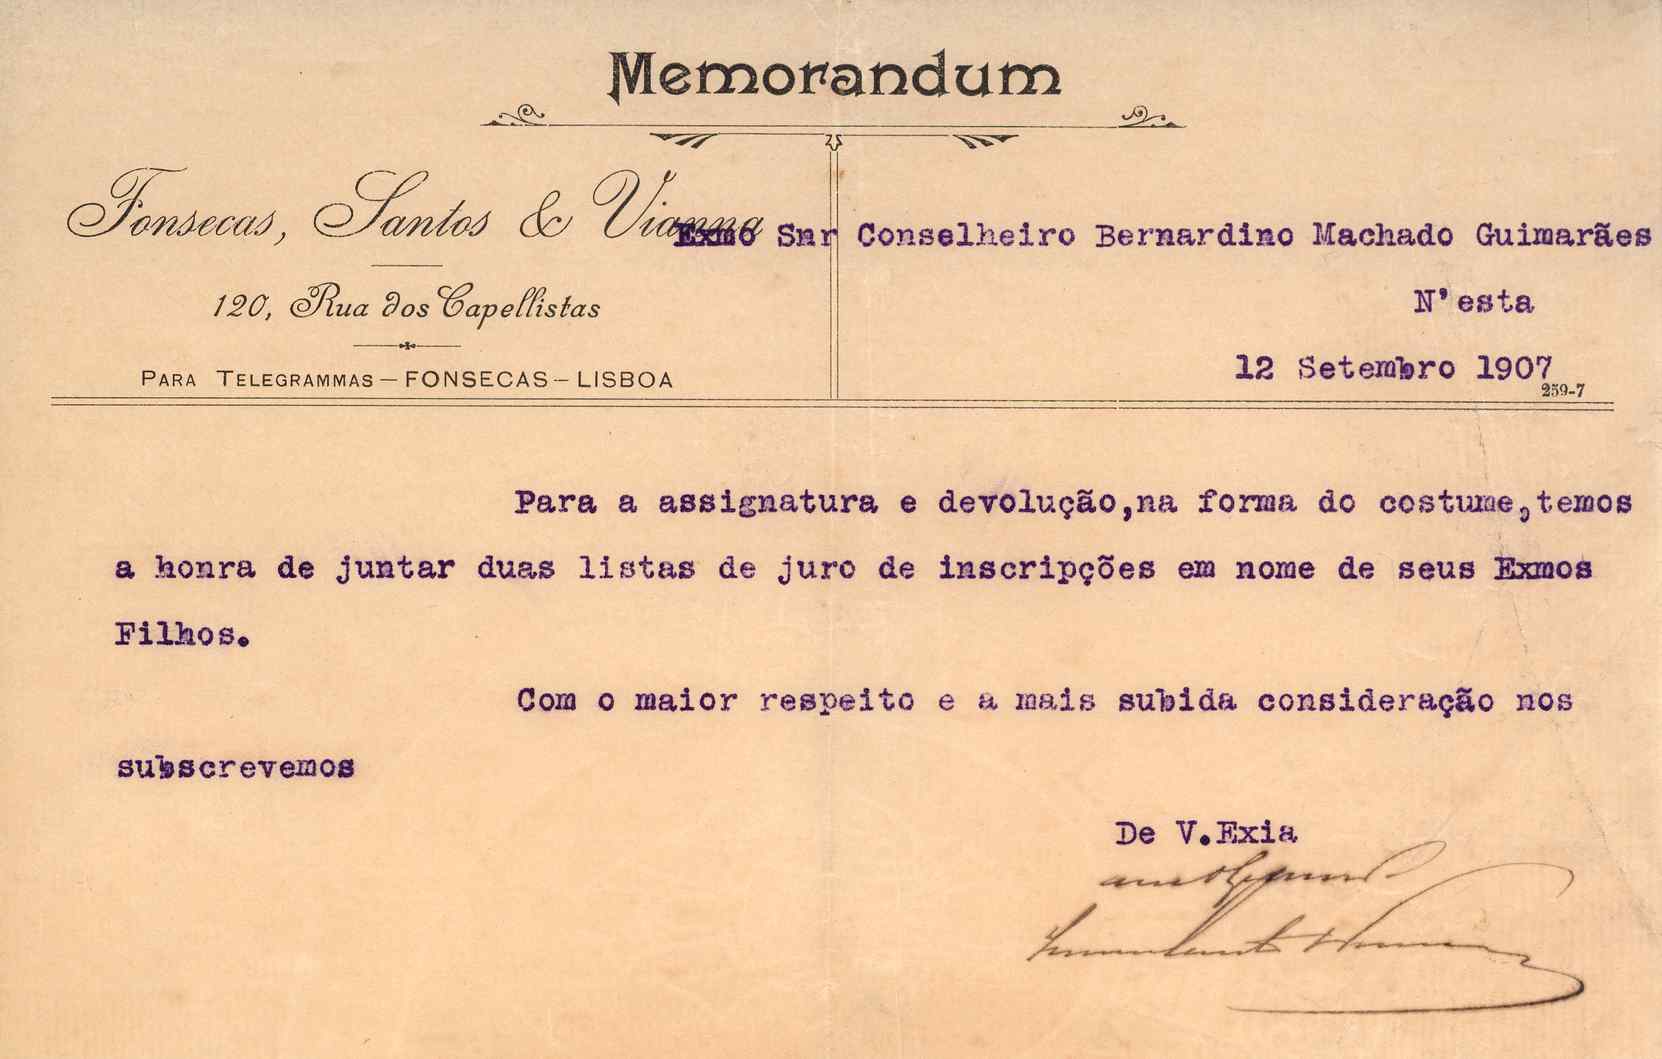 Memorandum
Fonsecas, Santos & Vianna
120, Rua dos Capellistas
PARA TELEGRAMMAS — FONSECAS — LISBOA
Exmo Snr Conselheiro Bernardino Machado Guimarães
N'esta
12 Setembro 1907
259-7
Para a assignatura e devolução,na forma do costume,temos
a honra de juntar duas listas de juro de inscripções em nome de seus Exmos
Filhos.
Com o maior respeito e a mais subida consideração nos
subscrevemos
De V.Exia